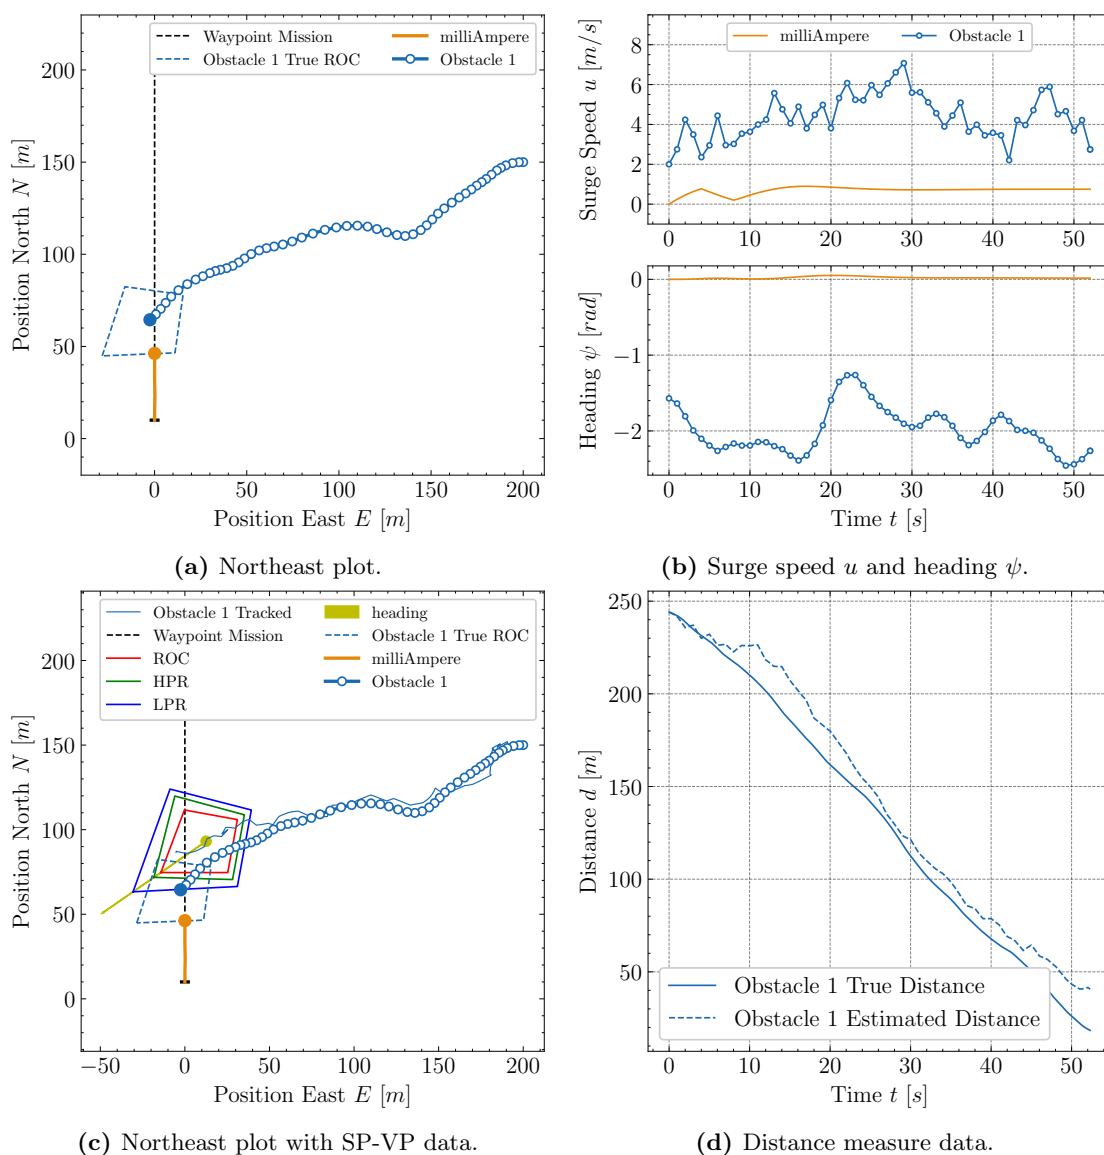 Waypoint Mission
Obstacle 1 True ROC
milliAmpere
Obstacle 1
Position North N [m]
200
150
100
50
0
0 50 100 150 200
Position East E [m]
(a) Northeast plot.
milliAmpere Obstacle 1
Surge Speed u [m/s]
8
6
4
2
0
0 10 20 30 40 50
Heading ψ [rad]
0
−1
−2
0 10 20 30 40 50
Time t [s]
(b) Surge speed u and heading ψ.
Obstacle 1 Tracked
Waypoint Mission
ROC
HPR
LPR
heading
Obstacle 1 True ROC
milliAmpere
Obstacle 1
Position North N [m]
200
150
100
50
0
−50 0 50 100 150 200
Position East E [m]
(c) Northeast plot with SP-VP data.
Distance d [m]
250
200
150
100
50
Obstacle 1 True Distance
Obstacle 1 Estimated Distance
0 10 20 30 40 50
Time t [s]
(d) Distance measure data.